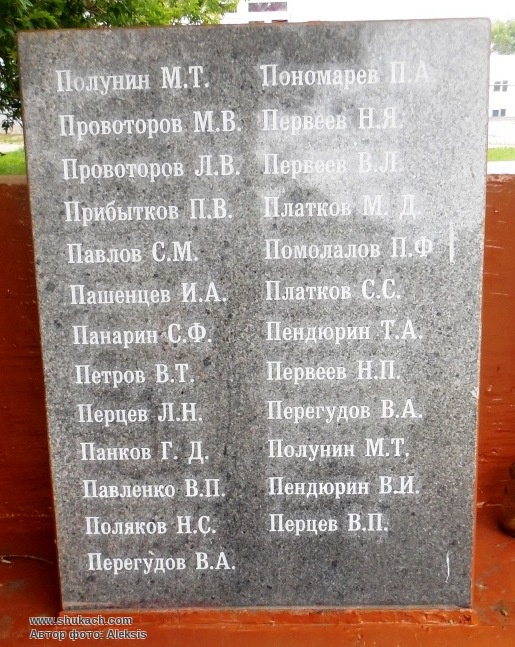 Полунин М.Т.
Провоторов М.В.
Провоторов Л.В.
Прибытков П.В.
Павлов С.М.
Пашенцев И.А.
Панарин С.Ф.
Петров В.Т.
Перцев Л.Н.
Панков Г. Д.
Павленко В.П.
Поляков Н.С.
Перегудов В.А.
Пономарев П.А
Первеев Н.Я.
Первеев В.Л.
Платков М. Д.
Помолалов П.Ф
Платков С.С.
Пендюрин Т.А.
Первеев Н.П.
Перегудов В.А.
Полунин М.Т.
Пендюрин В.И.
Перцев В.П.
www.shukach.com
Автор фото: Aleksis